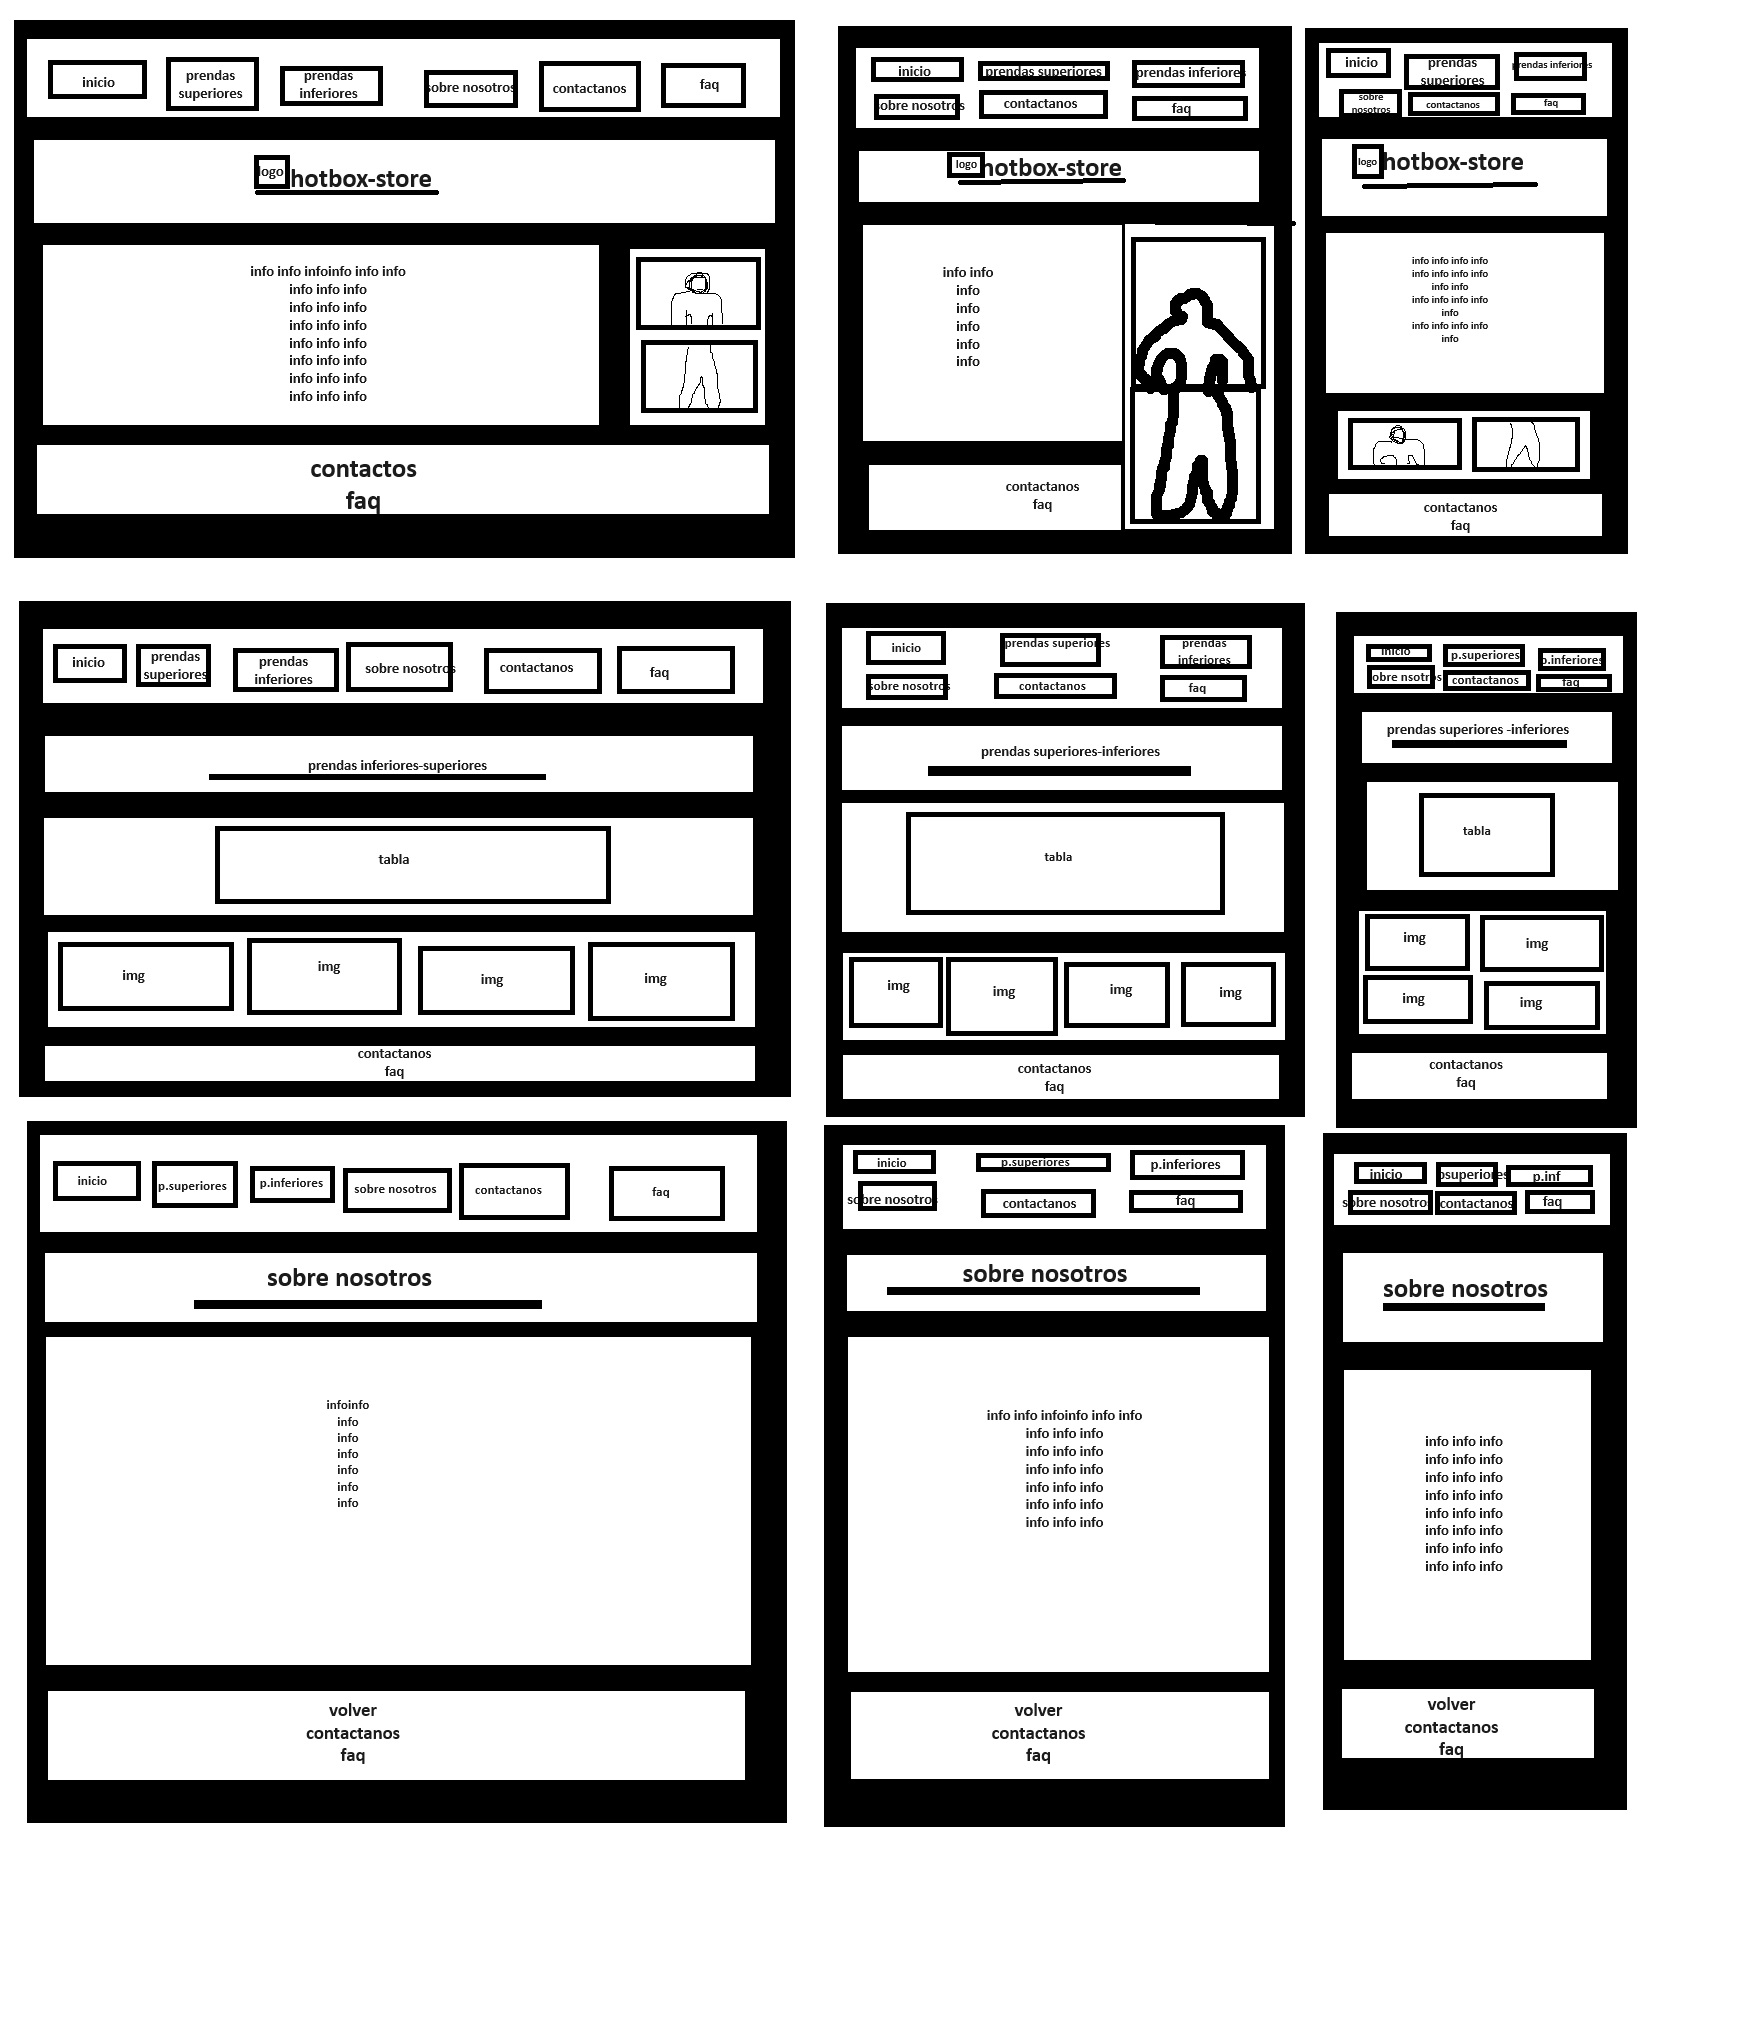 inicio
prendas
superiores
prendas
inferiores
sobre nosotros
contactanos
faq
logo
hotbox-store
info info infoinfo info info
info info info
info info info
info info info
info info info
info info info
info info info
info info info
contactos
faq
inicio
prendas superiores
prendas inferiores
sobre nosotros
contactanos
faq
logo
hotbox-store
info info
info
info
info
info
info
contactanos
faq
inicio
prendas
superiores
prendas inferiores
sobre
nosotros
contactanos
faq
logo
hotbox-store
info info info info
info info info info
info info
info info info info
info
info info info info
info
contactanos
faq
inicio
prendas
superiores
prendas
inferiores
sobre nosotros
contactanos
faq
prendas inferiores-superiores
tabla
img
img
img
img
contactanos
faq
inicio
prendas superiores
prendas
inferiores
sobre nosotros
contactanos
faq
prendas superiores-inferiores
tabla
img
img
img
img
contactanos
faq
inicio
p.superiores
p.inferiores
sobre nsotros
contactanos
faq
prendas superiores -inferiores
tabla
img
img
img
img
contactanos
faq
inicio
p.superiores
p.inferiores
sobre nosotros
contactanos
faq
sobre nosotros
infoinfo
info
info
info
info
info
info
volver
contactanos
faq
inicio
p.superiores
p.inferiores
sobre nosotros
contactanos
faq
sobre nosotros
info info infoinfo info info
info info info
info info info
info info info
info info info
info info info
info info info
volver
contactanos
faq
inicio
psuperiores
p.inf
sobre nosotro
contactanos
faq
sobre nosotros
info info info
info info info
info info info
info info info
info info info
info info info
info info info
info info info
volver
contactanos
faq